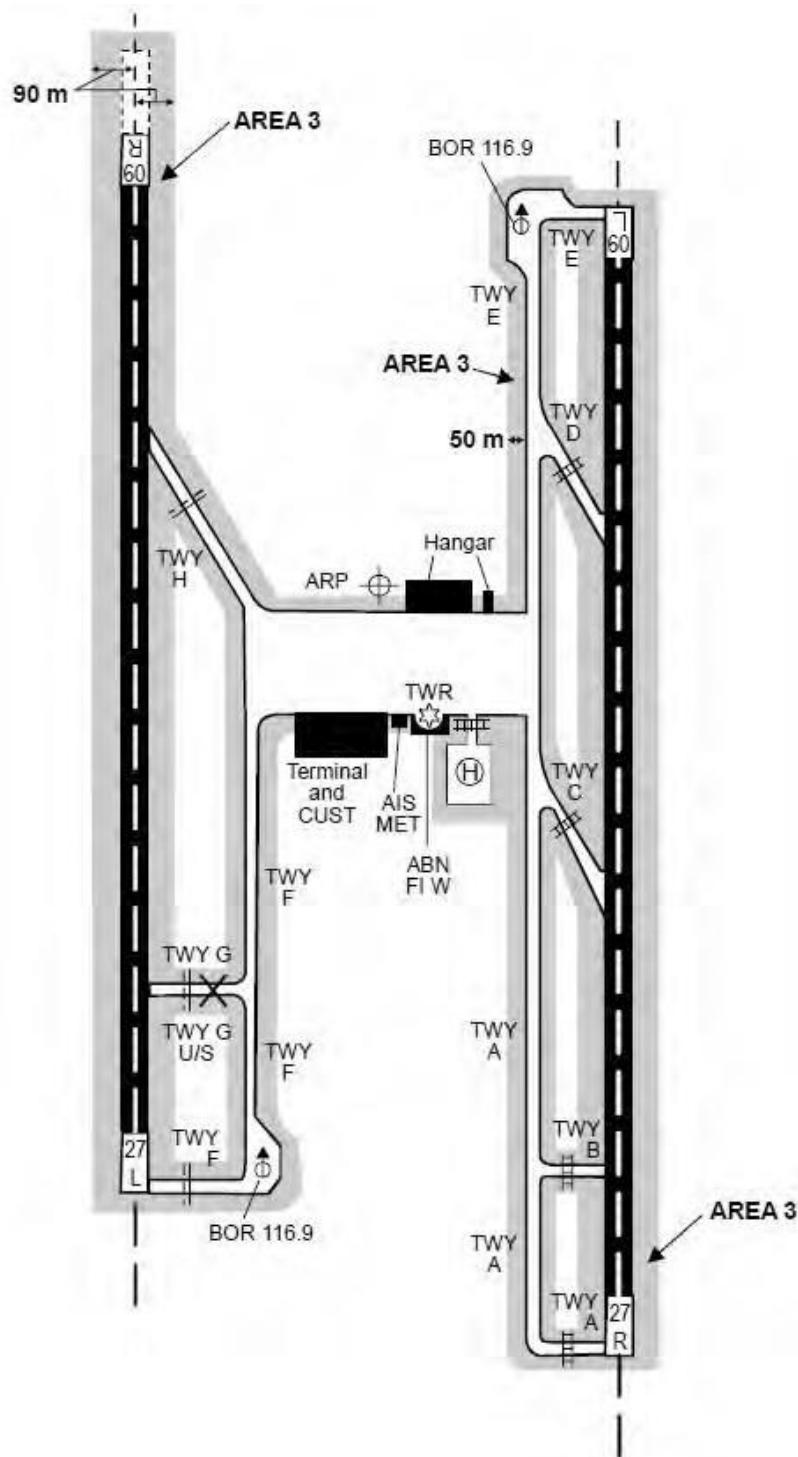 90 m
AREA 3
09
R
BOR 116.9
09
L
TWY
E
TWY
E
AREA 3
TWY
D
50 m
Hangar
ARP
TWY
H
TWR
Terminal
and
CUST
AIS
MET
H
TWY
C
ABN
FI W
TWY
F
TWY G
TWY G
U/S
TWY
F
TWY
A
27
L
TWY
F
BOR 116.9
TWY
B
TWY
A
AREA 3
TWY
A
27
R